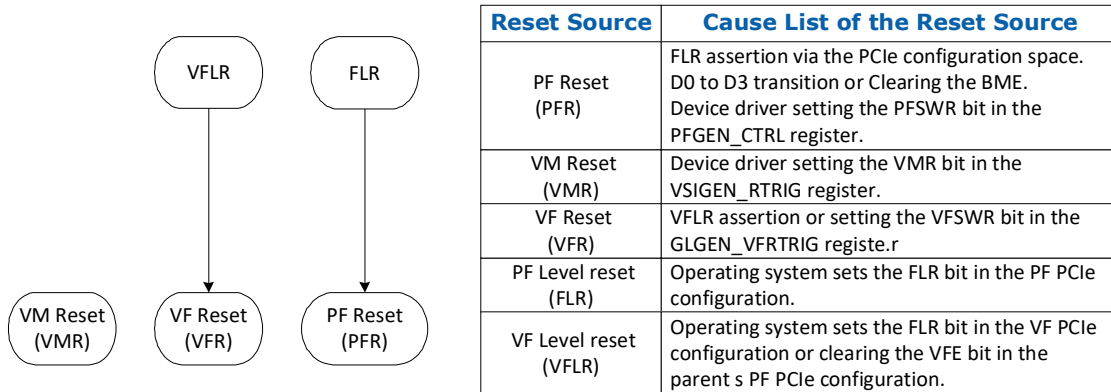 VFLR
FLR
VM Reset
(VMR)
VF Reset
(VFR)
PF Reset
(PFR)
Reset Source
Cause List of the Reset Source
PF Reset
(PFR)
FLR assertion via the PCIe configuration space.
D0 to D3 transition or Clearing the BME.
Device driver setting the PFSWR bit in the
PFGEN_CTRL register.
VM Reset
(VMR)
Device driver setting the VMR bit in the
VSIGEN_RTRIG register.
VF Reset
(VFR)
VFLR assertion or setting the VFSWR bit in the
GLGEN_VFRTRIG registe.r
PF Level reset
(FLR)
Operating system sets the FLR bit in the PF PCIe
configuration.
VF Level reset
(VFLR)
Operating system sets the FLR bit in the VF PCIe
configuration or clearing the VFE bit in the
parent s PF PCIe configuration.